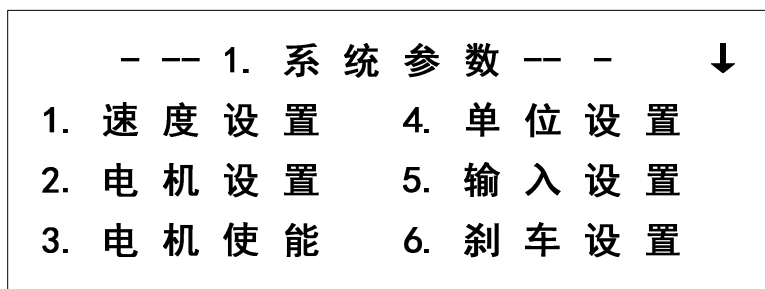 - -- 1. 系统参数 -- - ↓
1. 速度设置 4. 单位设置
2. 电机设置 5. 输入设置
3. 电机使能 6. 刹车设置